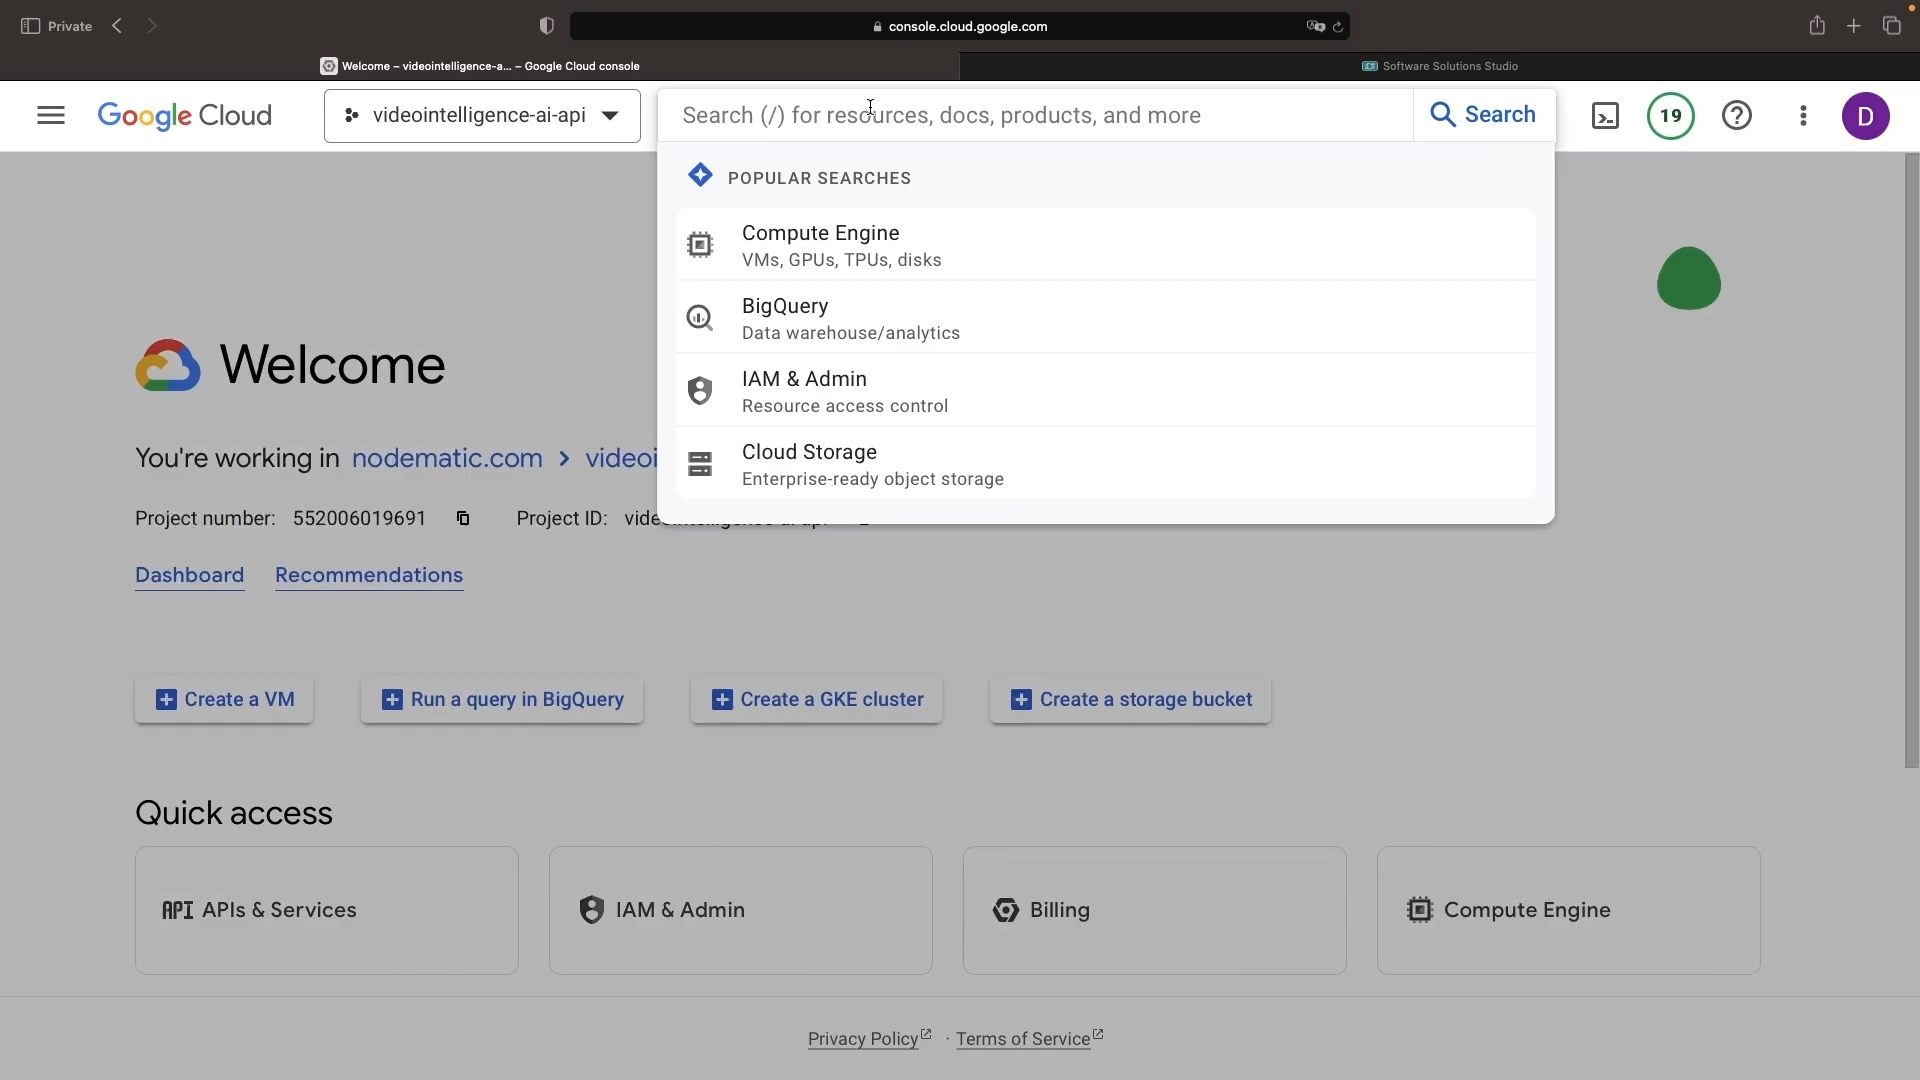 Private
console.cloud.google.com
Welcome – videointelligence-a... – Google Cloud console
Software Solutions Studio
Google Cloud
videointelligence-ai-api
Search (/) for resources, docs, products, and more
Search
19
D
POPULAR SEARCHES
Compute Engine
VMs, GPUs, TPUs, disks
BigQuery
Data warehouse/analytics
IAM & Admin
Resource access control
Cloud Storage
Enterprise-ready object storage
Welcome
You're working in nodematic.com > videoi
Project number: 552006019691 Project ID:
Dashboard Recommendations
Create a VM
Run a query in BigQuery
Create a GKE cluster
Create a storage bucket
Quick access
API APIs & Services
IAM & Admin
Billing
Compute Engine
Privacy Policy · Terms of Service